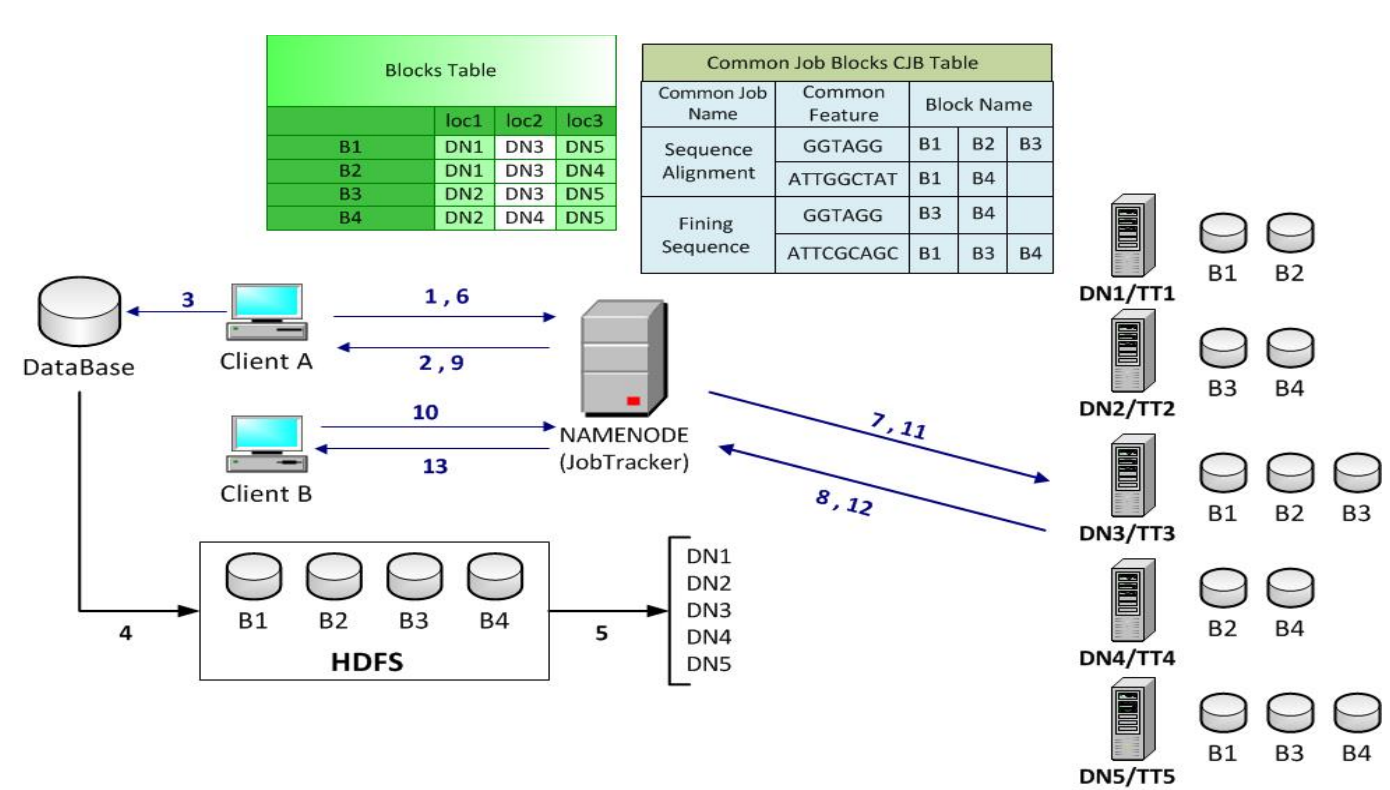 Blocks Table
loc1 loc2 loc3
B1 DN1 DN3 DN5
B2 DN1 DN3 DN4
B3 DN2 DN3 DN5
B4 DN2 DN4 DN5
Common Job Blocks CJB Table
Common Job Name
Common Feature
Block Name
Sequence Alignment
GGTAGG B1 B2 B3
ATTGGCTAT B1 B4
Fining Sequence
GGTAGG B3 B4
ATTCGCAGC B1 B3 B4
DataBase
3
Client A
1 , 6
2 , 9
Client B
10
13
NAMENODE
(JobTracker)
7 , 11
8 , 12
4
B1 B2 B3 B4
HDFS
5
DN1
DN2
DN3
DN4
DN5
B1 B2
DN1/TT1
B3 B4
DN2/TT2
B1 B2 B3
DN3/TT3
B2 B4
DN4/TT4
B1 B3 B4
DN5/TT5